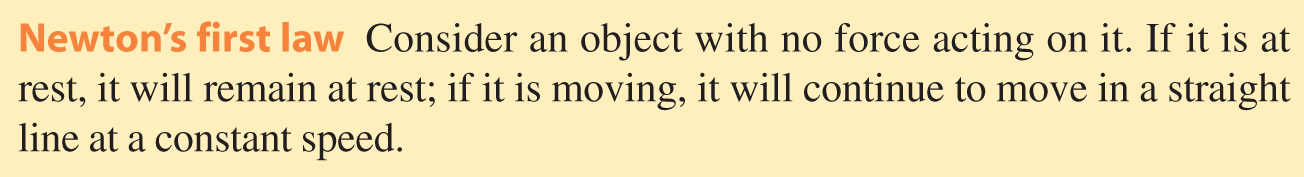 Newton's first law Consider an object with no force acting on it. If it is at
rest, it will remain at rest; if it is moving, it will continue to move in a straight
line at a constant speed.